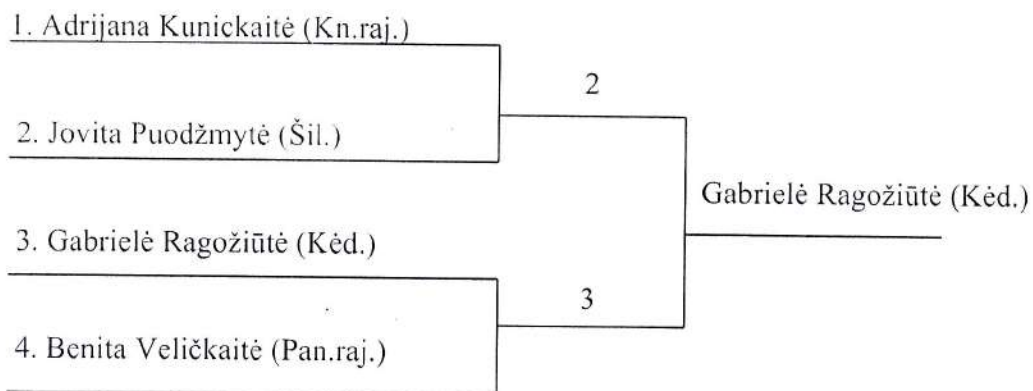 1. Adrijana Kunickaitė (Kn.raj.)
2
2. Jovita Puodžmytė (Šil.)
Gabrielė Ragožiūtė (Kėd.)
3. Gabrielė Ragožiūtė (Kėd.)
3
4. Benita Veličkaitė (Pan.raj.)